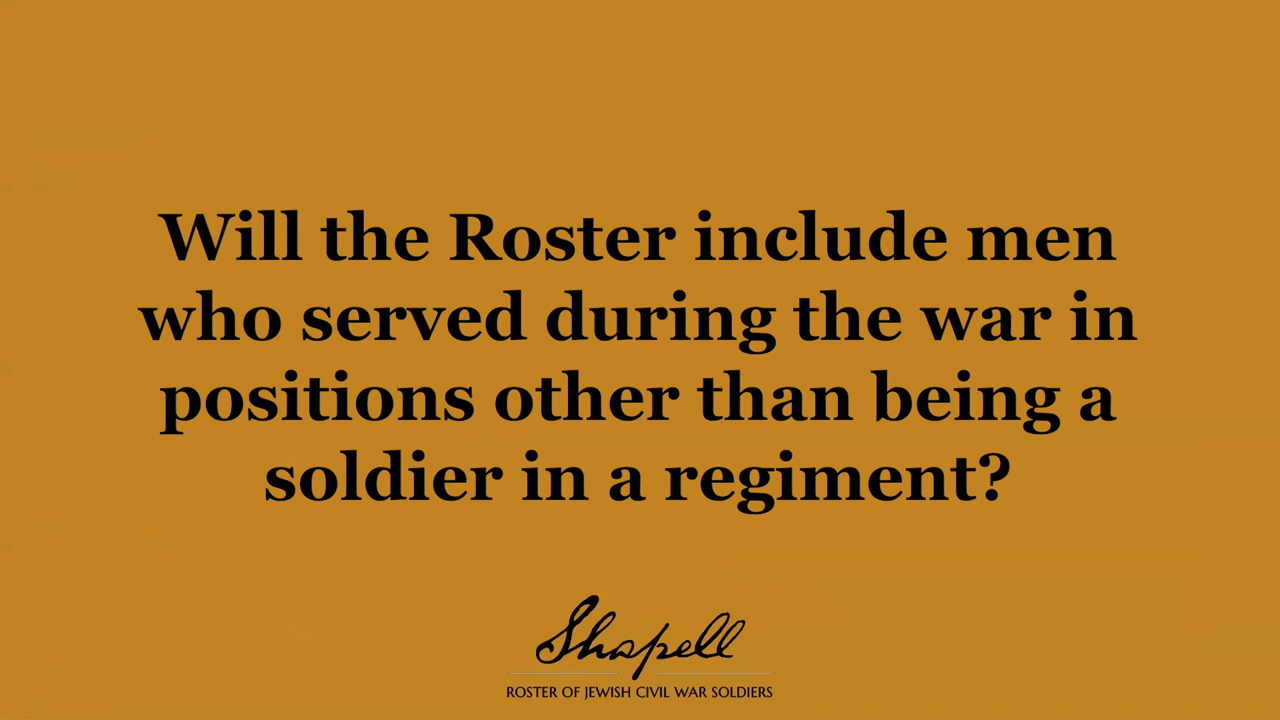 Will the Roster include men
who served during the war in
positions other than being a
soldier in a regiment?
Shapell
ROSTER OF JEWISH CIVIL WAR SOLDIERS